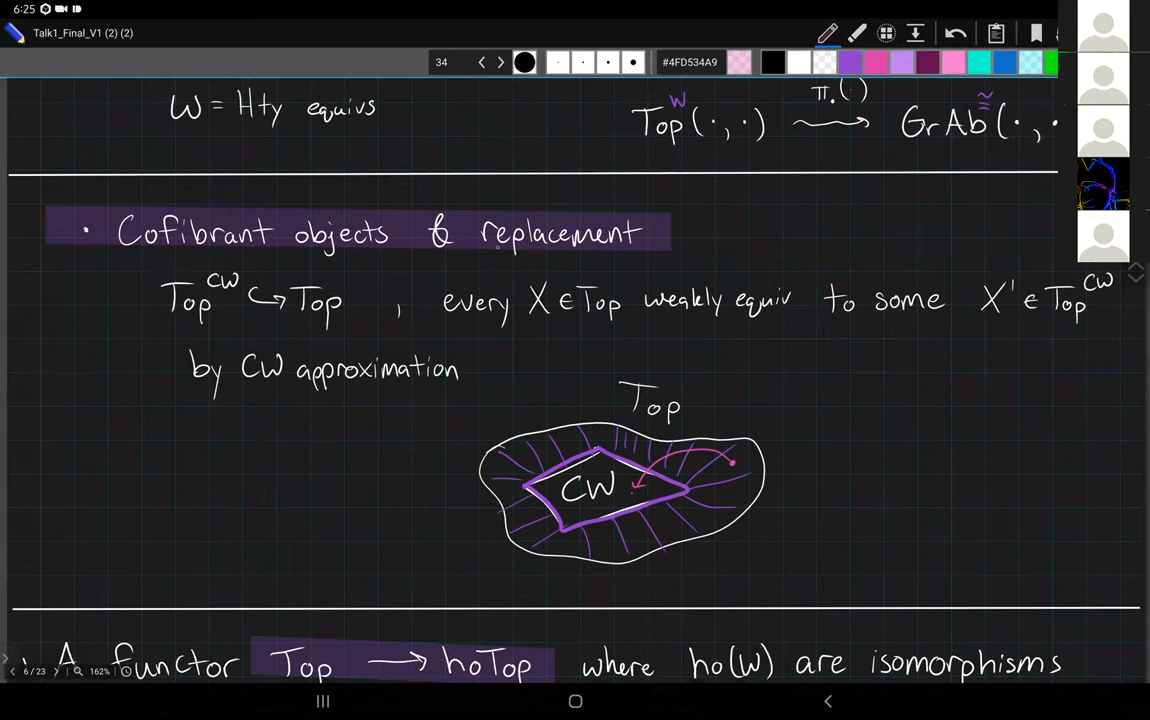 6:25
Talk1_Final_V1 (2) (2)
34
#4FD534A9
W = Hty equivs
W
Top(·,·)
π.(·)
≅
GrAb(·,·
· Cofibrant objects & replacement
Top^CW ↪ Top , every X ∈ Top weakly equiv to some X' ∈ Top^CW
by CW approximation
Top
CW
· A functor Top → hoTop where ho(W) are isomorphisms
6/23
162%